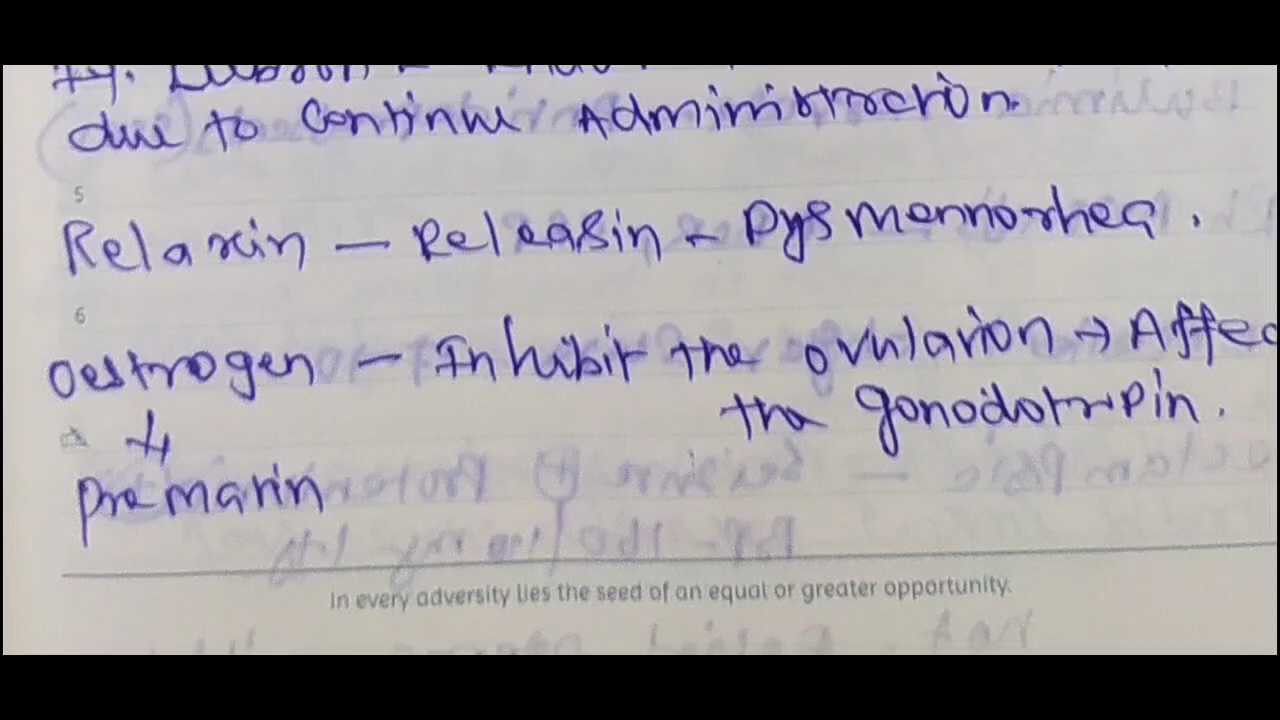 due to Continue Administraction.
5
Relaxin - Releasin - Dysmennorhea.
6
Oestrogen - Inhibit the ovulation → Affec
the gonodotropin.
Premarin
In every adversity lies the seed of an equal or greater opportunity.